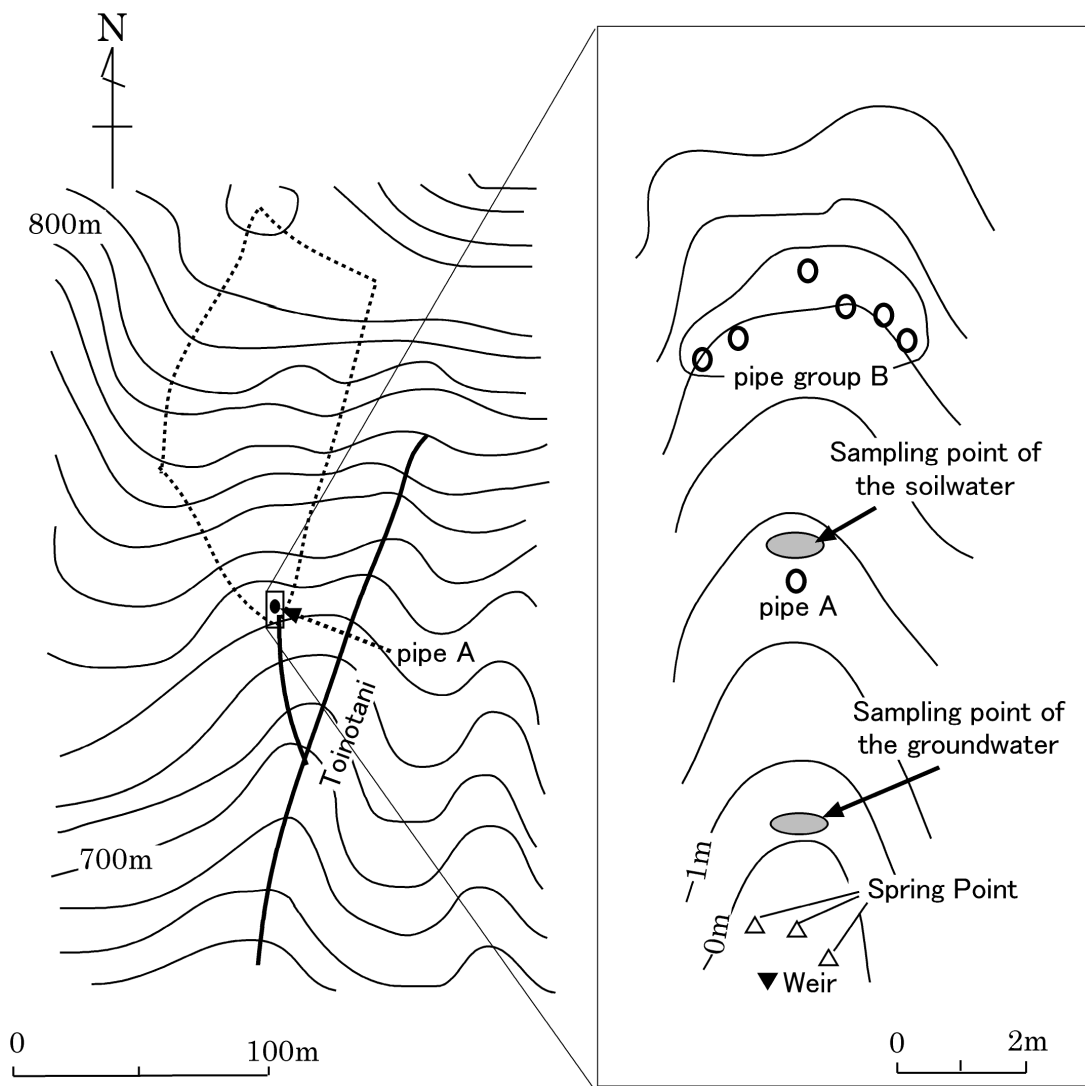 N
800m
pipe A
Toinotani
700m
0
100m
pipe group B
Sampling point of
the soilwater
pipe A
Sampling point of
the groundwater
1m
0m
Spring Point
Weir
0
2m